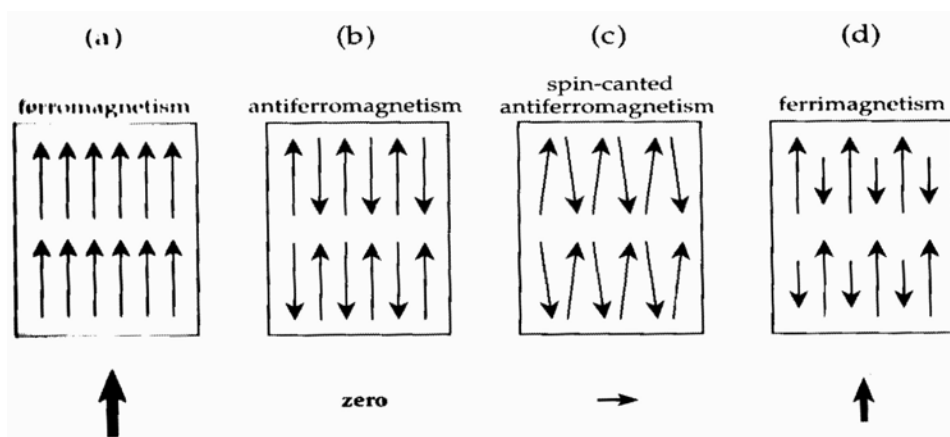 (a)
(b)
(c)
(d)
ferromagnetism
antiferromagnetism
spin-canted
antiferromagnetism
ferrimagnetism
zero